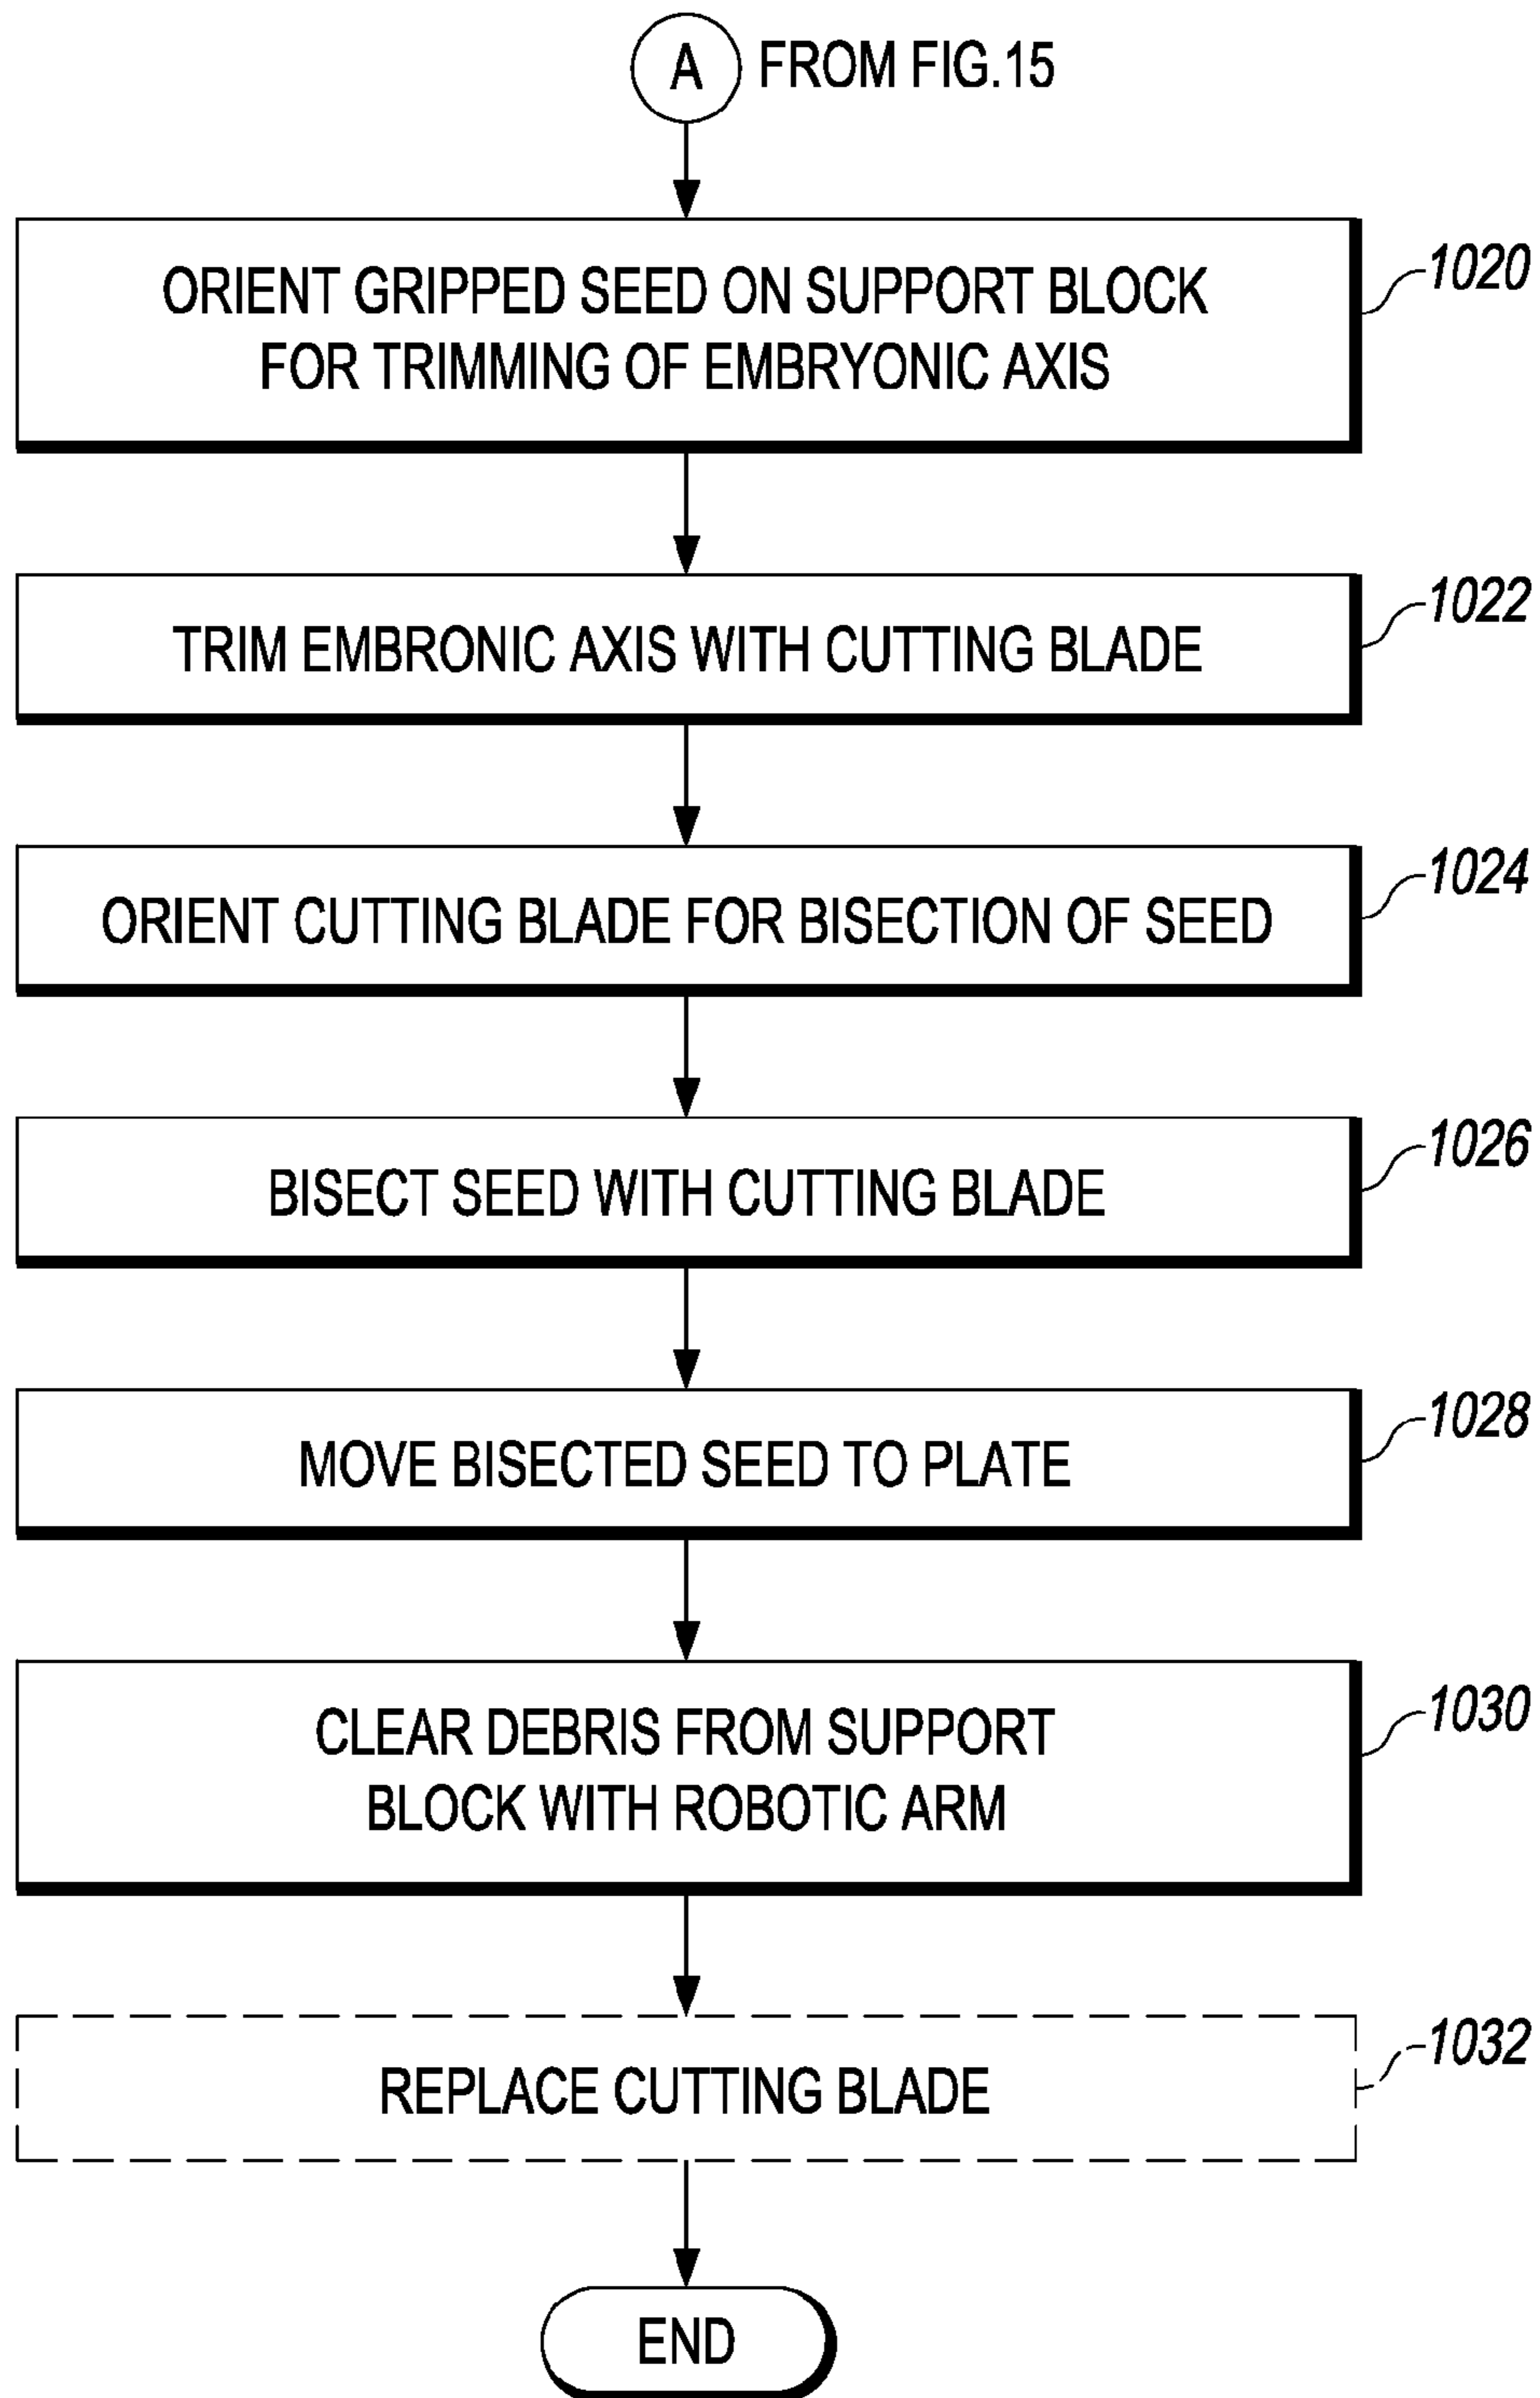 A FROM FIG.15
ORIENT GRIPPED SEED ON SUPPORT BLOCK
FOR TRIMMING OF EMBRYONIC AXIS
1020
TRIM EMBRONIC AXIS WITH CUTTING BLADE
1022
ORIENT CUTTING BLADE FOR BISECTION OF SEED
1024
BISECT SEED WITH CUTTING BLADE
1026
MOVE BISECTED SEED TO PLATE
1028
CLEAR DEBRIS FROM SUPPORT
BLOCK WITH ROBOTIC ARM
1030
REPLACE CUTTING BLADE
1032
END